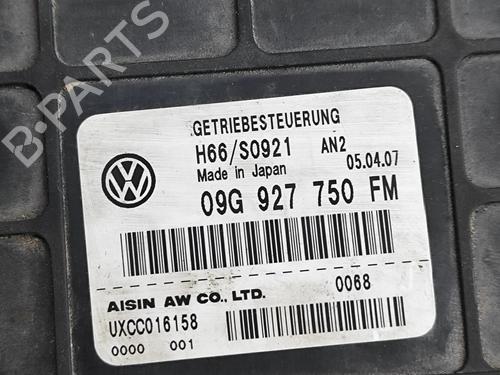 B-PARTS
GETRIEBESTEUERUNG
H66/S0921 AN2
Made in Japan 05.04.07
09G 927 750 FM
AISIN AW CO., LTD. 0068
UXCC016158
0000 001